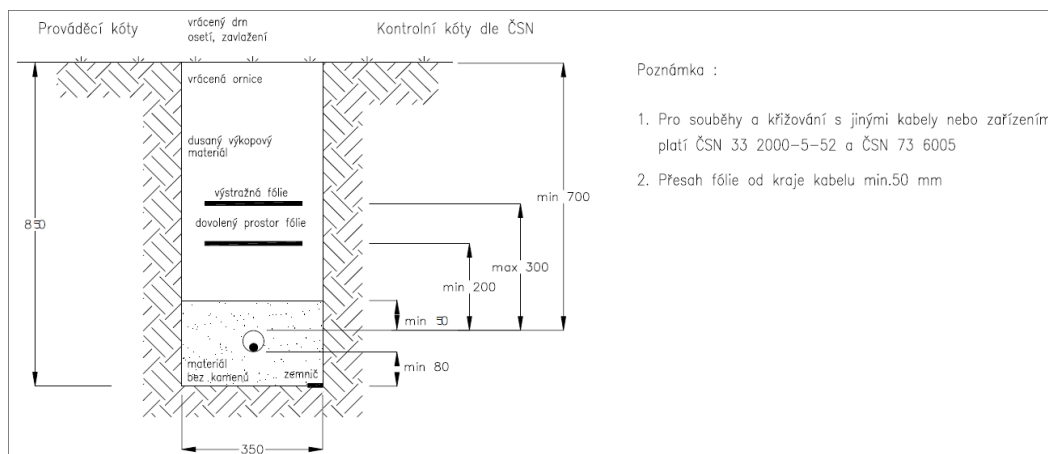 Prováděcí kóty
vrácený drn
osetí, zavlažení
Kontrolní kóty dle ČSN
vrácená ornice
dusaný výkopový
materiál
výstražná fólie
dovolený prostor fólie
materiál
bez kamenů
zemnič
350
min 80
min 50
min 200
max 300
min 700
Poznámka :
1. Pro souběhy a křižování s jinými kabely nebo zařízením
platí ČSN 33 2000-5-52 a ČSN 73 6005
2. Přesah fólie od kraje kabelu min.50 mm